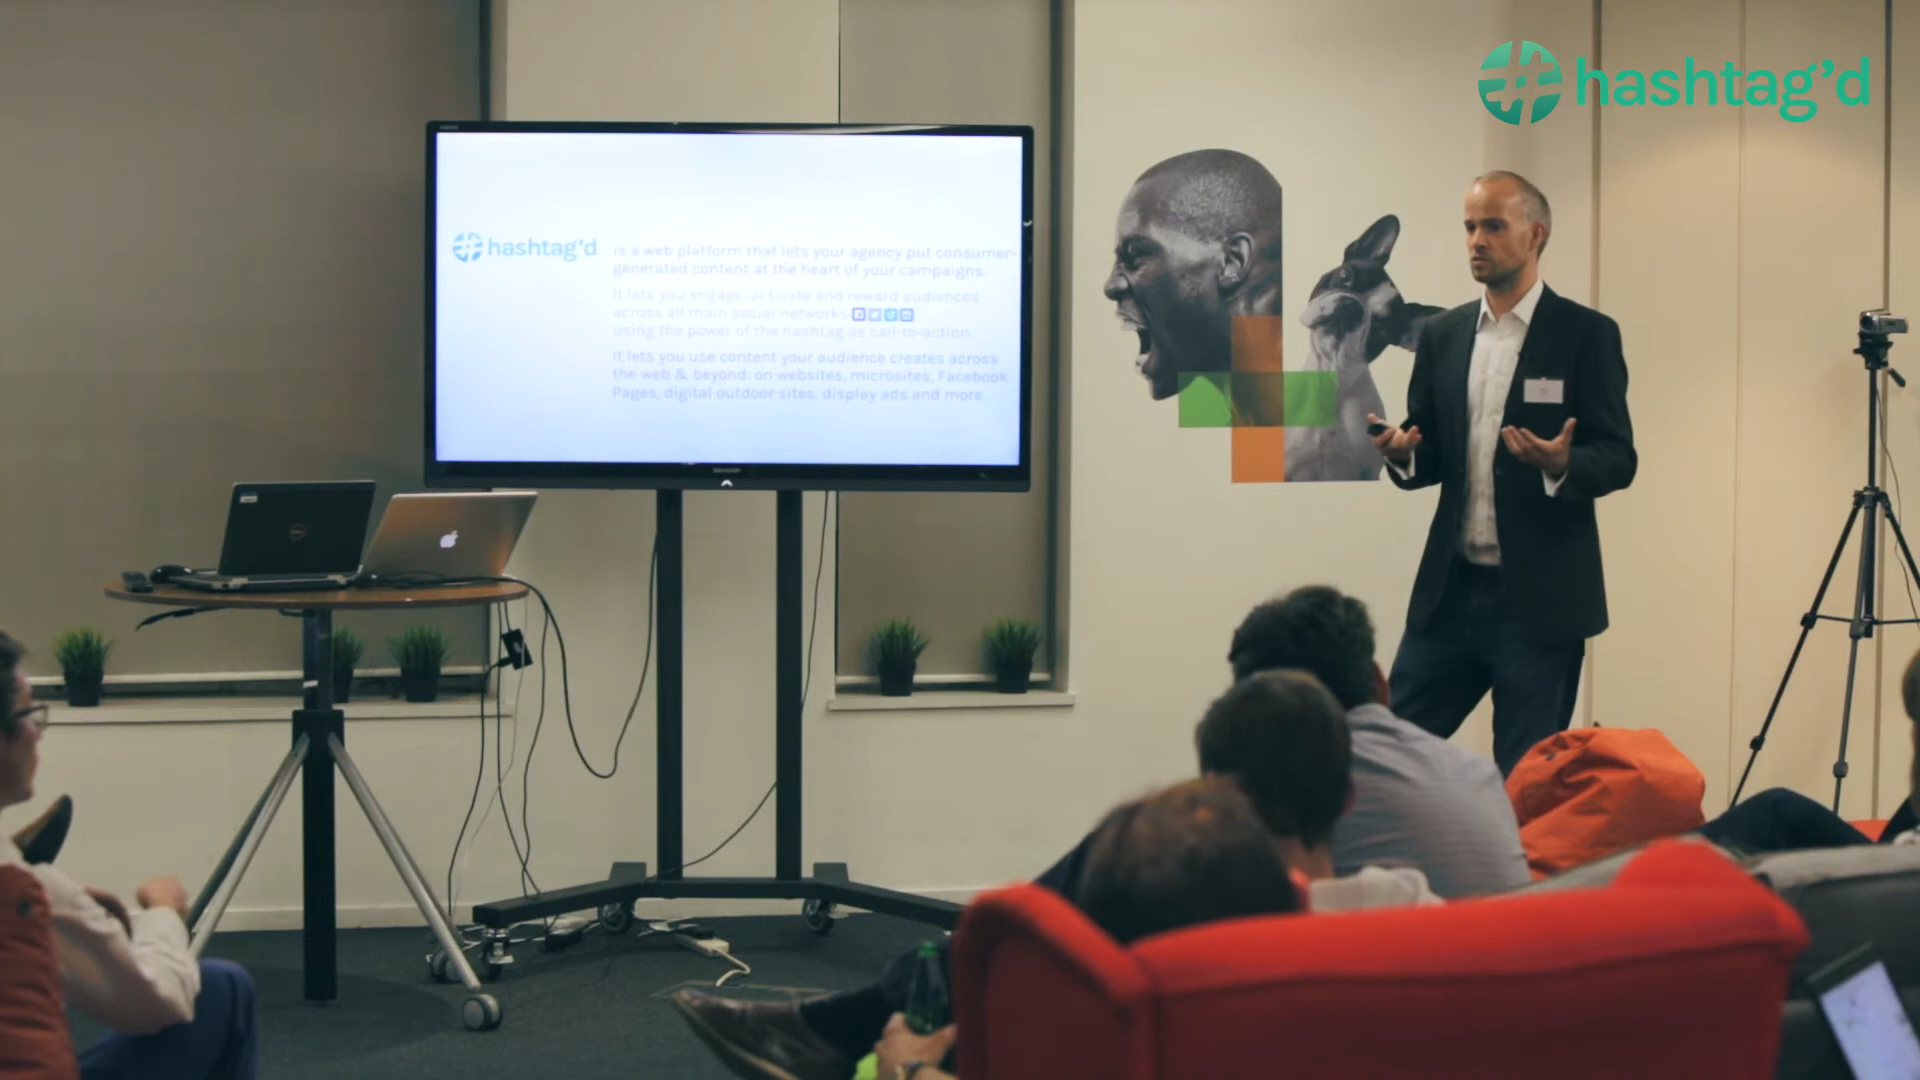 hashtag'd
hashtag'd
is a web platform that lets your agency put consumer-
generated content at the heart of your campaigns.
It lets you engage, activate and reward audiences
across all main social networks
using the power of the hashtag as call-to-action.
It lets you use content your audience creates across
the web & beyond: on websites, microsites, Facebook
Pages, digital outdoor sites, display ads and more.
SHARP
DELL